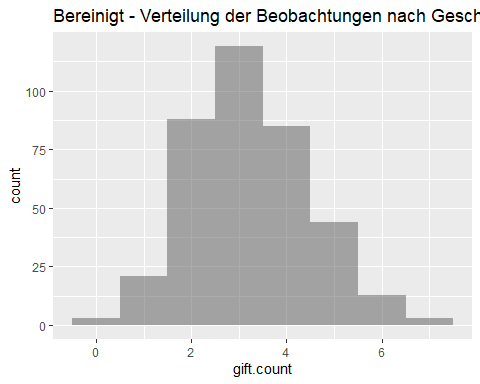 Bereinigt - Verteilung der Beobachtungen nach Gesch
count
100
75
50
25
0
0 2 4 6
gift.count